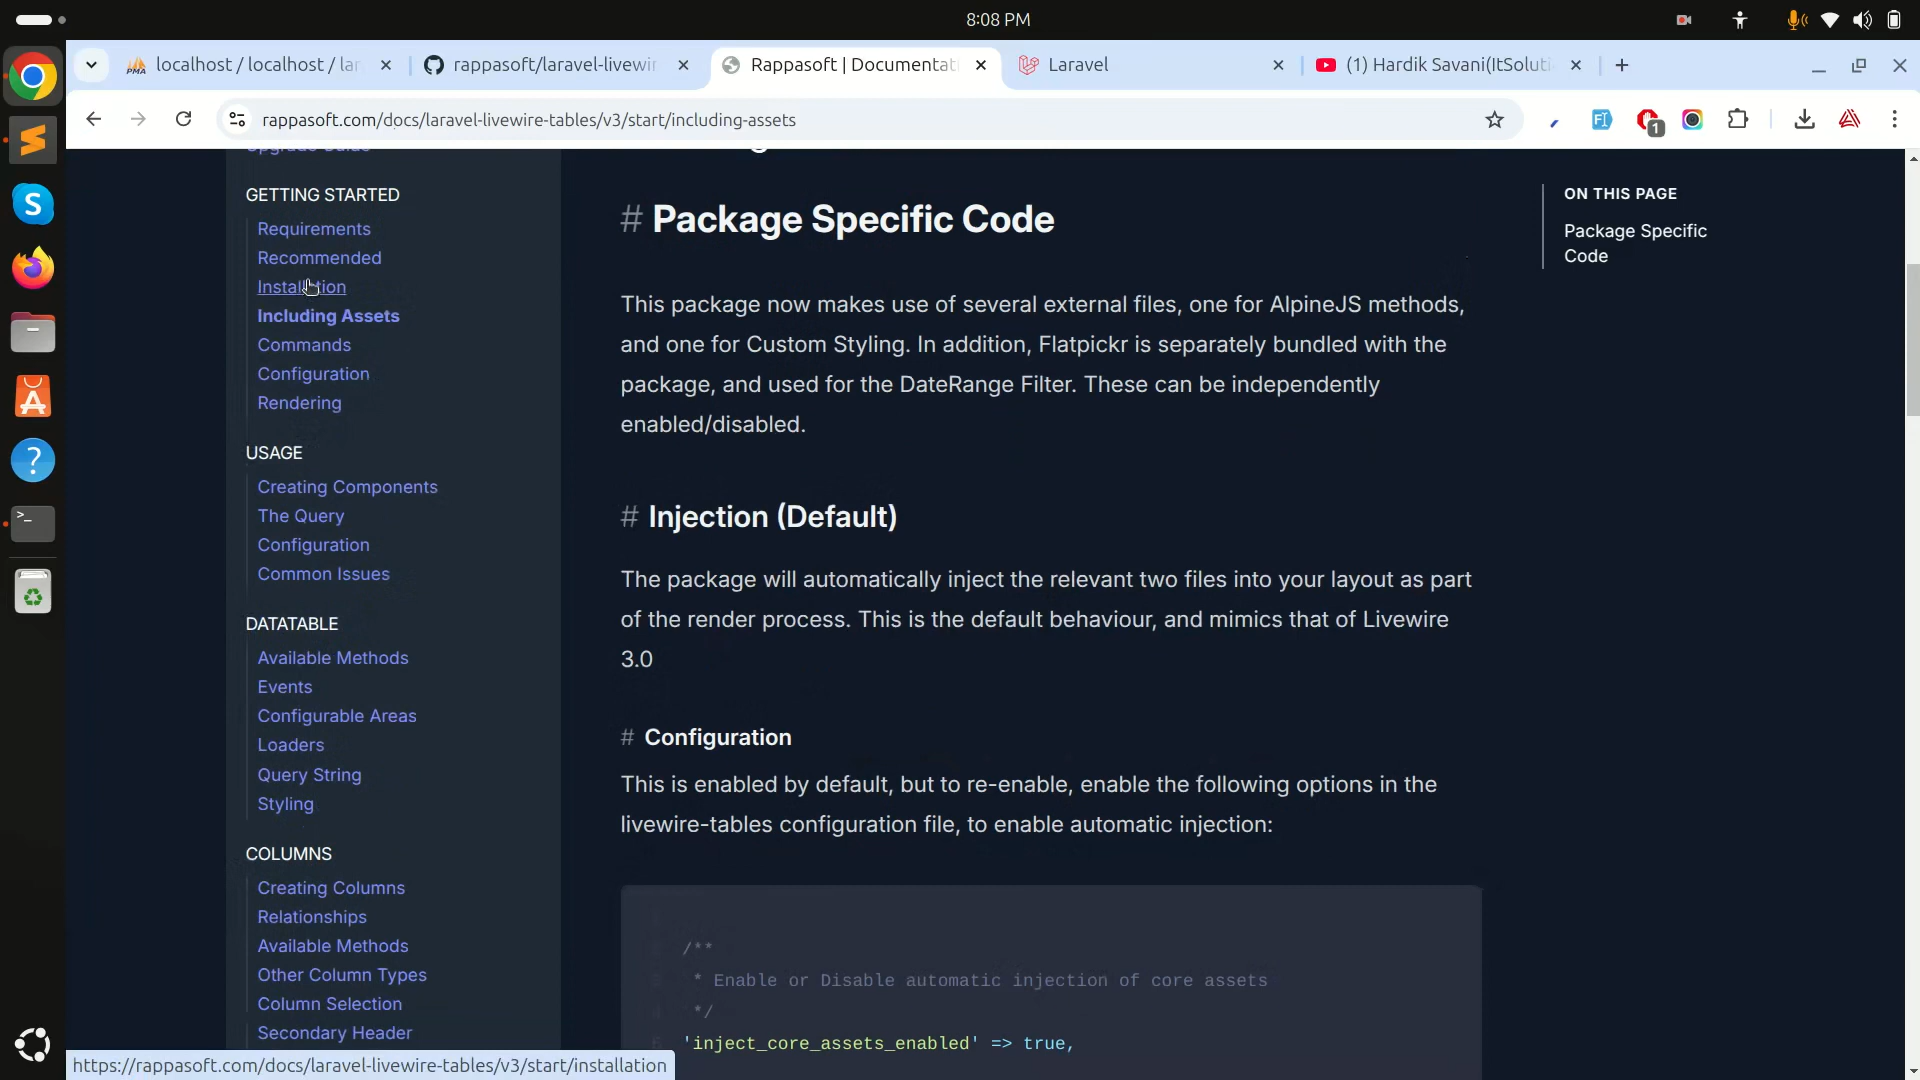 8:08 PM
localhost / localhost / lar
rappasoft/laravel-livewir
Rappasoft | Documentat
Laravel
(1) Hardik Savani(ItSoluti
rappasoft.com/docs/laravel-livewire-tables/v3/start/including-assets
1
Upgrade Guide
GETTING STARTED
Requirements
Recommended
Installation
Including Assets
Commands
Configuration
Rendering
USAGE
Creating Components
The Query
Configuration
Common Issues
DATATABLE
Available Methods
Events
Configurable Areas
Loaders
Query String
Styling
COLUMNS
Creating Columns
Relationships
Available Methods
Other Column Types
Column Selection
Secondary Header
# Package Specific Code
This package now makes use of several external files, one for AlpineJS methods,
and one for Custom Styling. In addition, Flatpickr is separately bundled with the
package, and used for the DateRange Filter. These can be independently
enabled/disabled.
# Injection (Default)
The package will automatically inject the relevant two files into your layout as part
of the render process. This is the default behaviour, and mimics that of Livewire
3.0
# Configuration
This is enabled by default, but to re-enable, enable the following options in the
livewire-tables configuration file, to enable automatic injection:
/**
* Enable or Disable automatic injection of core assets
*/
'inject_core_assets_enabled' => true,
ON THIS PAGE
Package Specific
Code
https://rappasoft.com/docs/laravel-livewire-tables/v3/start/installation